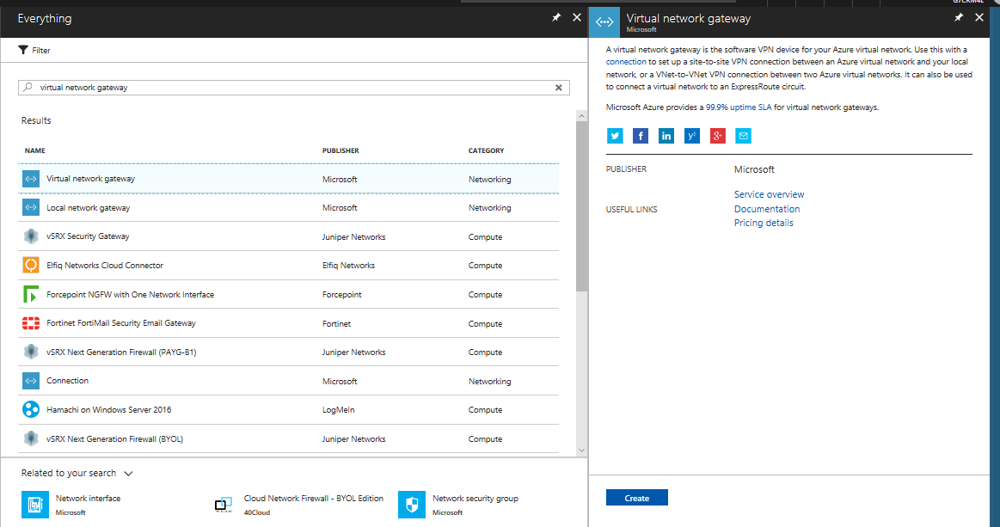 Everything
Filter
virtual network gateway
Results
NAME PUBLISHER CATEGORY
Virtual network gateway Microsoft Networking
Local network gateway Microsoft Networking
vSRX Security Gateway Juniper Networks Compute
Elfiq Networks Cloud Connector Elfiq Networks Compute
Forcepoint NGFW with One Network Interface Forcepoint Compute
Fortinet FortiMail Security Email Gateway Fortinet Compute
vSRX Next Generation Firewall (PAYG-B1) Juniper Networks Compute
Connection Microsoft Networking
Hamachi on Windows Server 2016 LogMeIn Compute
vSRX Next Generation Firewall (BYOL) Juniper Networks Compute
Related to your search
Network interface
Microsoft
Cloud Network Firewall - BYOL Edition
40Cloud
Network security group
Microsoft
Virtual network gateway
Microsoft
A virtual network gateway is the software VPN device for your Azure virtual network. Use this with a
connection to set up a site-to-site VPN connection between an Azure virtual network and your local
network, or a VNet-to-VNet VPN connection between two Azure virtual networks. It can also be used
to connect a virtual network to an ExpressRoute circuit.
Microsoft Azure provides a 99.9% uptime SLA for virtual network gateways.
PUBLISHER Microsoft
USEFUL LINKS
Service overview
Documentation
Pricing details
Create